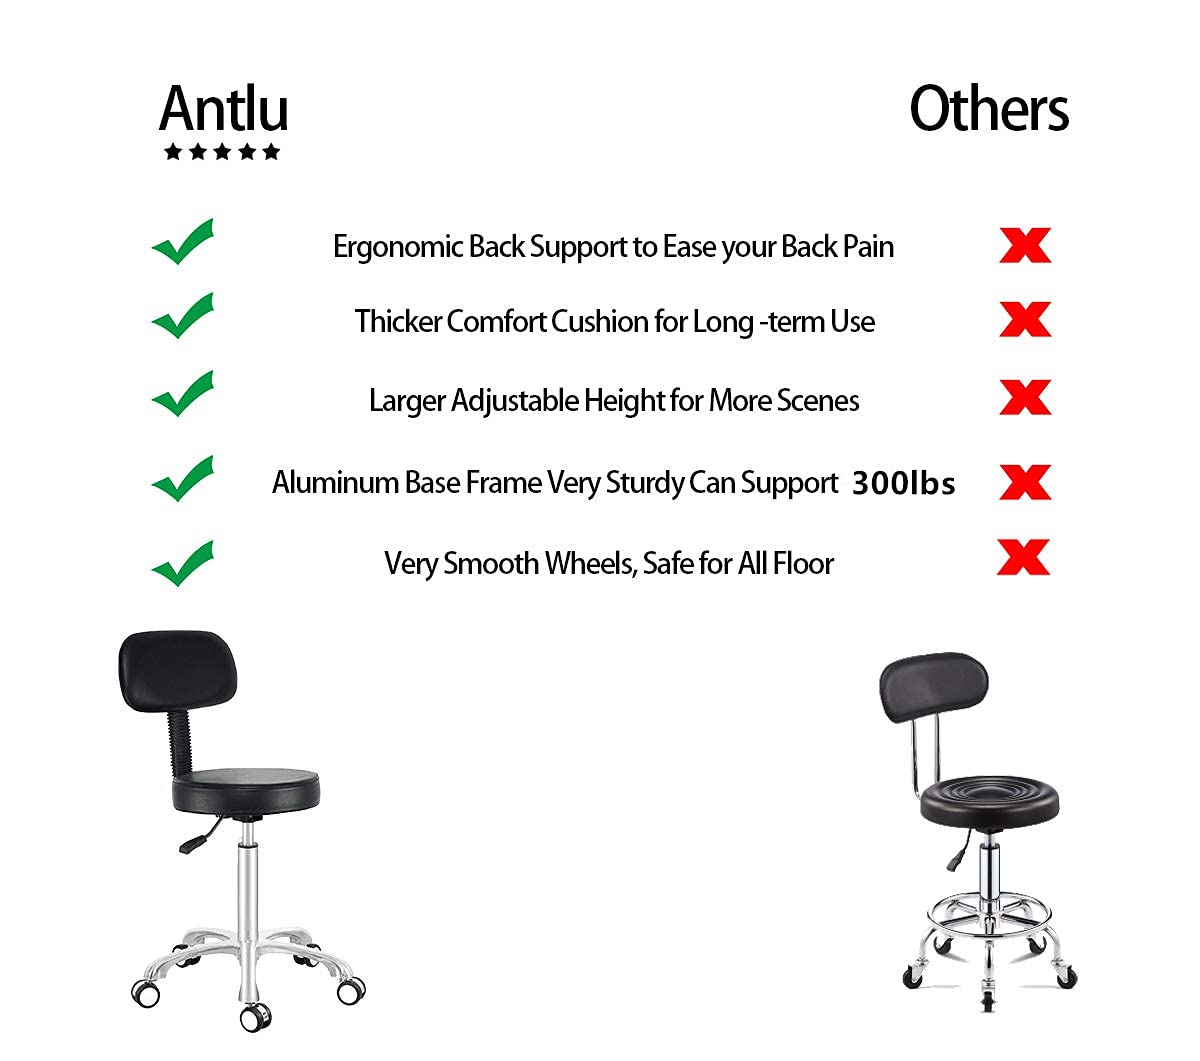 Antlu
Others
Ergonomic Back Support to Ease your Back Pain
Thicker Comfort Cushion for Long -term Use
Larger Adjustable Height for More Scenes
Aluminum Base Frame Very Sturdy Can Support 300lbs
Very Smooth Wheels, Safe for All Floor